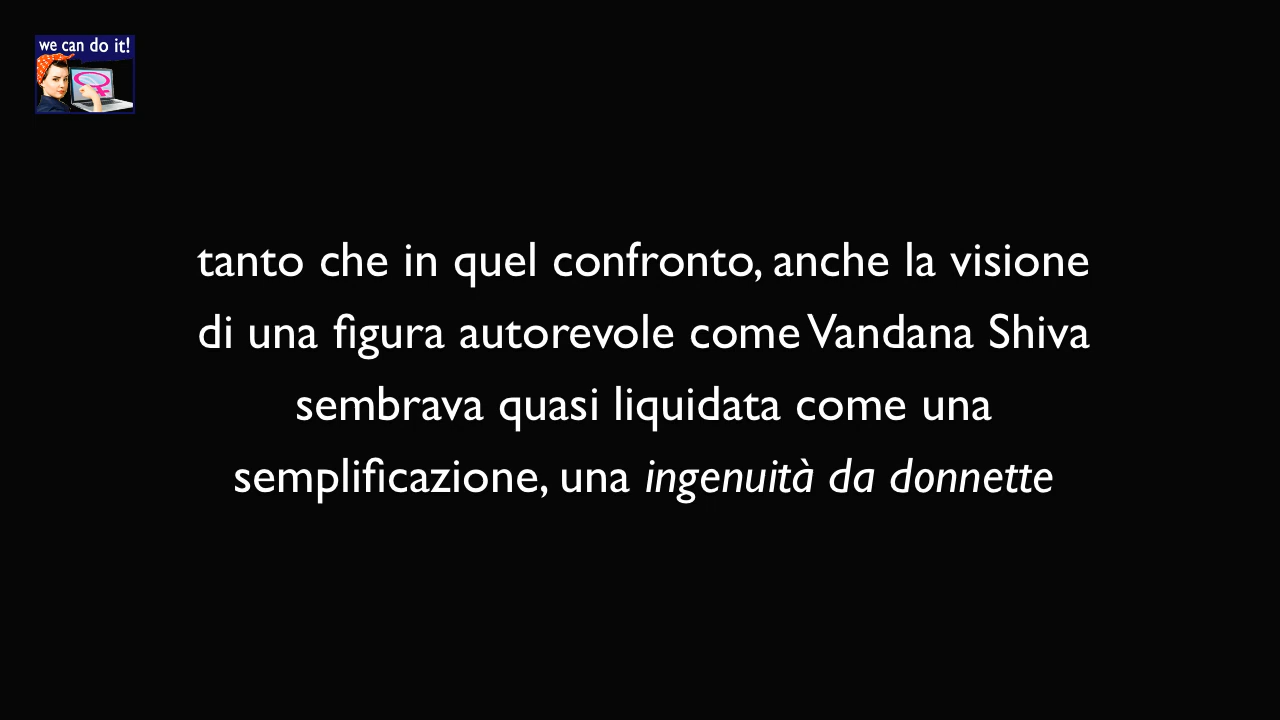 we can do it!
tanto che in quel confronto, anche la visione
di una figura autorevole come Vandana Shiva
sembrava quasi liquidata come una
semplificazione, una ingenuità da donnette